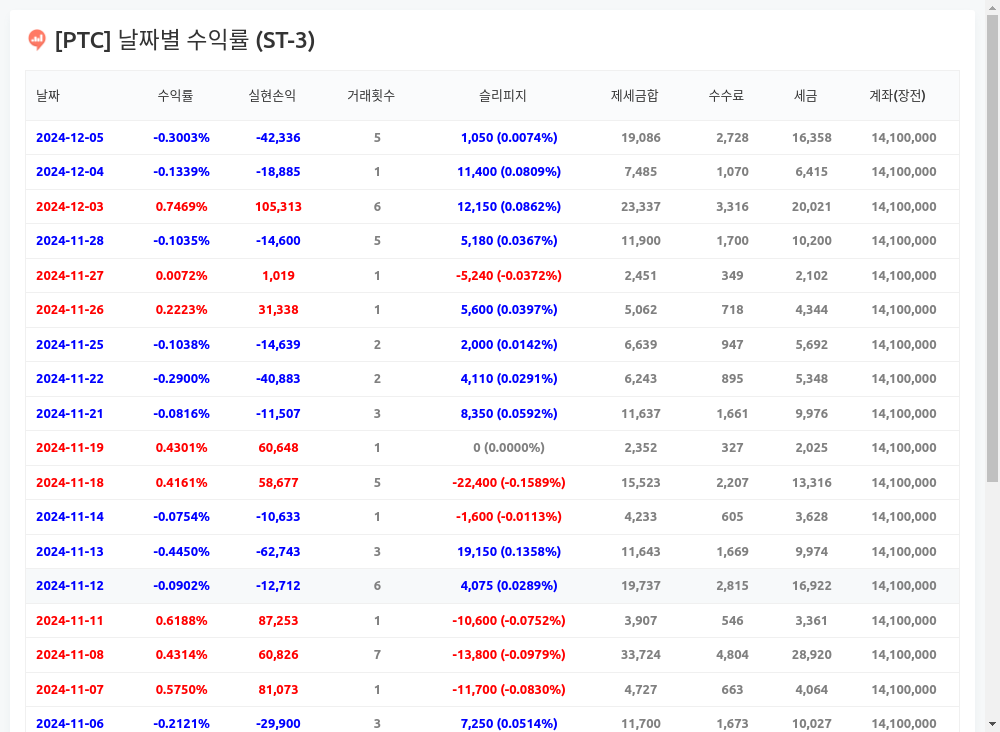 [PTC] 날짜별 수익률 (ST-3)
날짜 수익률 실현손익 거래횟수 슬리피지 제세금합 수수료 세금 계좌(장전)
2024-12-05 -0.3003% -42,336 5 1,050 (0.0074%) 19,086 2,728 16,358 14,100,000
2024-12-04 -0.1339% -18,885 1 11,400 (0.0809%) 7,485 1,070 6,415 14,100,000
2024-12-03 0.7469% 105,313 6 12,150 (0.0862%) 23,337 3,316 20,021 14,100,000
2024-11-28 -0.1035% -14,600 5 5,180 (0.0367%) 11,900 1,700 10,200 14,100,000
2024-11-27 0.0072% 1,019 1 -5,240 (-0.0372%) 2,451 349 2,102 14,100,000
2024-11-26 0.2223% 31,338 1 5,600 (0.0397%) 5,062 718 4,344 14,100,000
2024-11-25 -0.1038% -14,639 2 2,000 (0.0142%) 6,639 947 5,692 14,100,000
2024-11-22 -0.2900% -40,883 2 4,110 (0.0291%) 6,243 895 5,348 14,100,000
2024-11-21 -0.0816% -11,507 3 8,350 (0.0592%) 11,637 1,661 9,976 14,100,000
2024-11-19 0.4301% 60,648 1 0 (0.0000%) 2,352 327 2,025 14,100,000
2024-11-18 0.4161% 58,677 5 -22,400 (-0.1589%) 15,523 2,207 13,316 14,100,000
2024-11-14 -0.0754% -10,633 1 -1,600 (-0.0113%) 4,233 605 3,628 14,100,000
2024-11-13 -0.4450% -62,743 3 19,150 (0.1358%) 11,643 1,669 9,974 14,100,000
2024-11-12 -0.0902% -12,712 6 4,075 (0.0289%) 19,737 2,815 16,922 14,100,000
2024-11-11 0.6188% 87,253 1 -10,600 (-0.0752%) 3,907 546 3,361 14,100,000
2024-11-08 0.4314% 60,826 7 -13,800 (-0.0979%) 33,724 4,804 28,920 14,100,000
2024-11-07 0.5750% 81,073 1 -11,700 (-0.0830%) 4,727 663 4,064 14,100,000
2024-11-06 -0.2121% -29,900 3 7,250 (0.0514%) 11,700 1,673 10,027 14,100,000